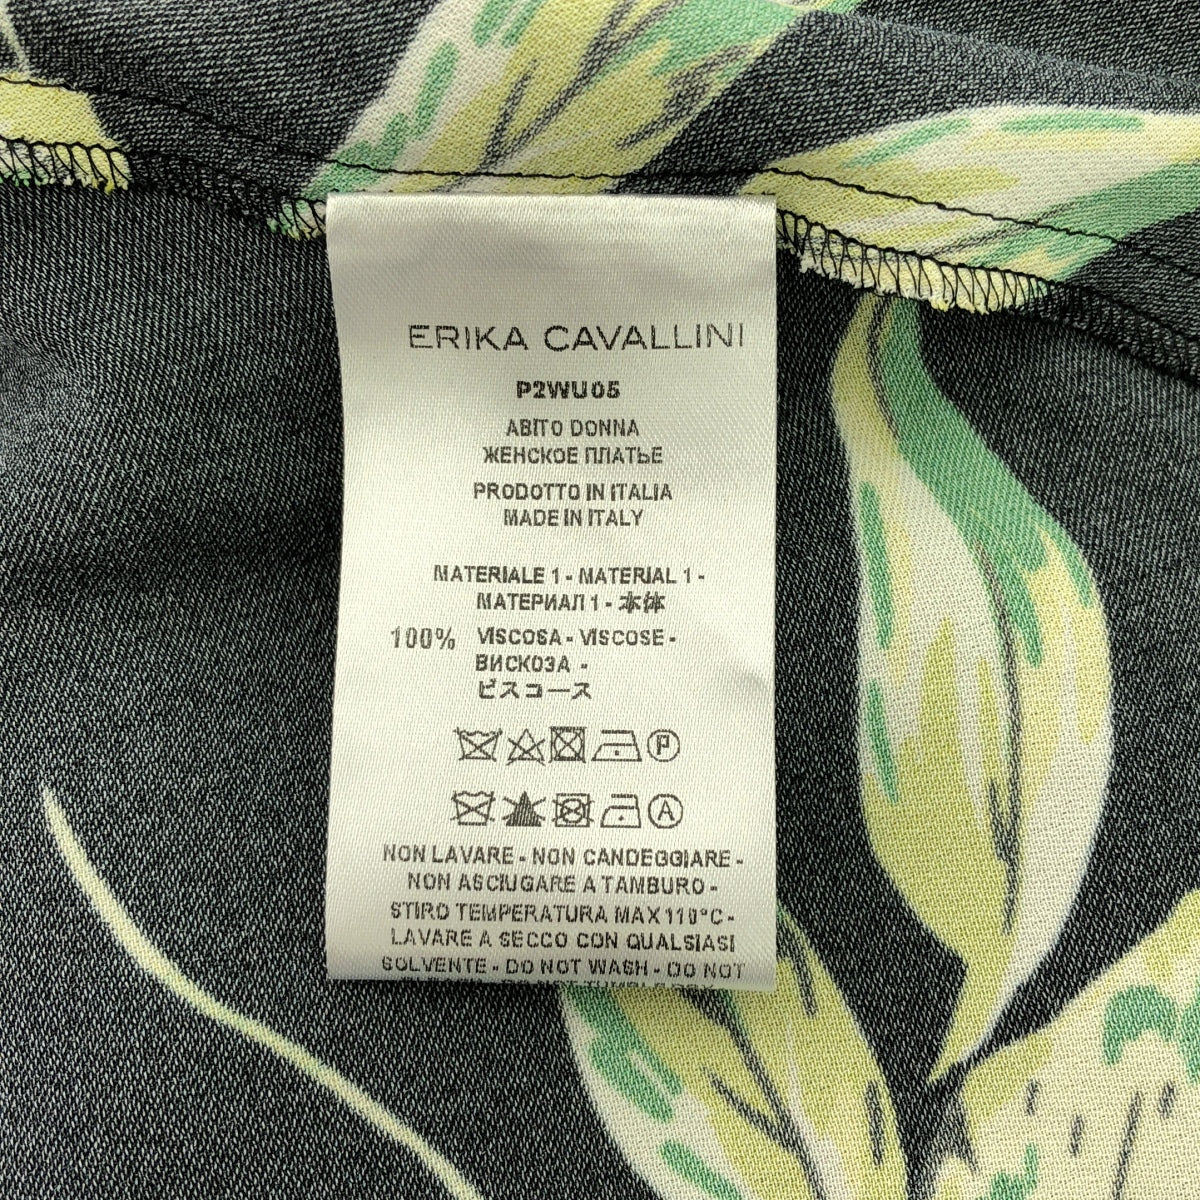 ERIKA CAVALLINI
P2WU05
ABITO DONNA
ЖЕНСКОЕ ПЛАТЬЕ
PRODOTTO IN ITALIA
MADE IN ITALY
MATERIALE 1 - MATERIAL 1 -
МАТЕРИАЛ 1 - 本体
100% VISCOSA - VISCOSE -
ВИСКОЗА -
ビスコース
P
A
NON LAVARE - NON CANDEGGIARE -
NON ASCIUGARE A TAMBURO -
STIRO TEMPERATURA MAX 110°C -
LAVARE A SECCO CON QUALSIASI
SOLVENTE - DO NOT WASH - DO NOT